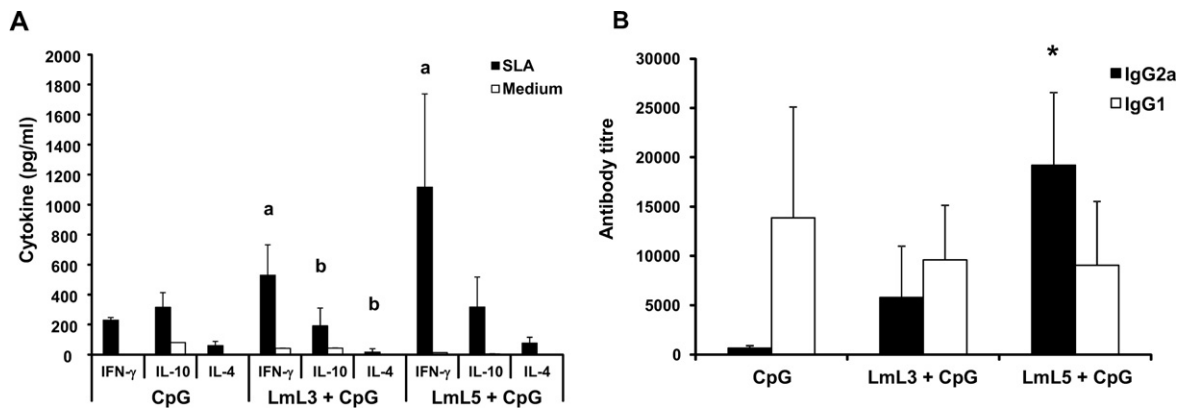 A
Cytokine (pg/ml)
2000
1800
1600
1400
1200
1000
800
600
400
200
0
SLA
Medium
a
b
b
a
IFN-γ IL-10 IL-4 IFN-γ IL-10 IL-4 IFN-γ IL-10 IL-4
CpG LmL3 + CpG LmL5 + CpG
B
Antibody titre
30000
25000
20000
15000
10000
5000
0
*
IgG2a
IgG1
CpG LmL3 + CpG LmL5 + CpG